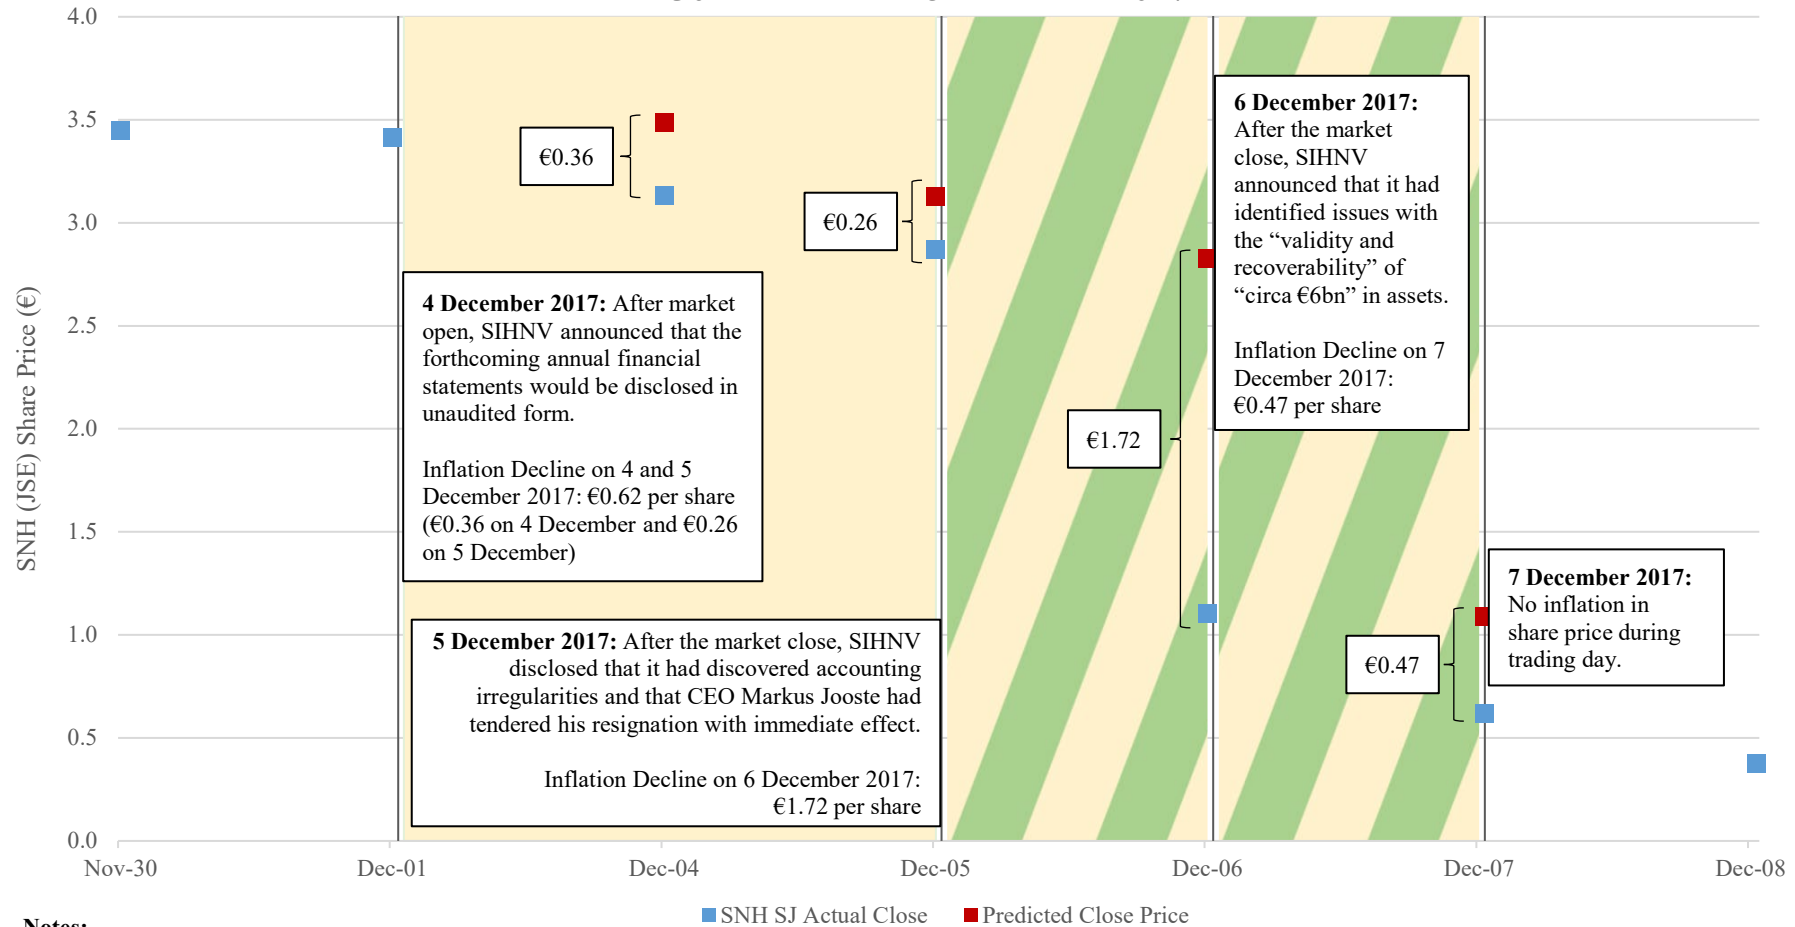 4.0
3.5
3.0
2.5
2.0
1.5
1.0
0.5
0.0
SNH (JSE) Share Price (€)
€0.36
€0.26
4 December 2017: After market
open, SIHNV announced that the
forthcoming annual financial
statements would be disclosed in
unaudited form.
Inflation Decline on 4 and 5
December 2017: €0.62 per share
(€0.36 on 4 December and €0.26
on 5 December)
5 December 2017: After the market close, SIHNV
disclosed that it had discovered accounting
irregularities and that CEO Markus Jooste had
tendered his resignation with immediate effect.
Inflation Decline on 6 December 2017:
€1.72 per share
€1.72
6 December 2017:
After the market
close, SIHNV
announced that it had
identified issues with
the “validity and
recoverability” of
“circa €6bn” in assets.
Inflation Decline on 7
December 2017:
€0.47 per share
€0.47
7 December 2017:
No inflation in
share price during
trading day.
Nov-30
Dec-01
Dec-04
Dec-05
Dec-06
Dec-07
Dec-08
SNH SJ Actual Close
Predicted Close Price
Notes: